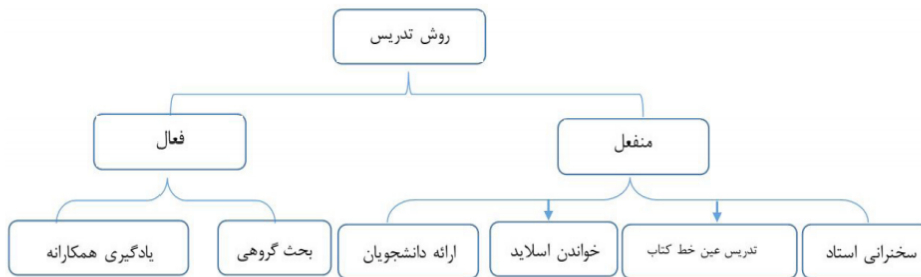 روش تدریس
منفعل
فعال
سخنرانی استاد
تدریس عین خط کتاب
خواندن اسلاید
ارائه دانشجویان
بحث گروهی
یادگیری همکارانه